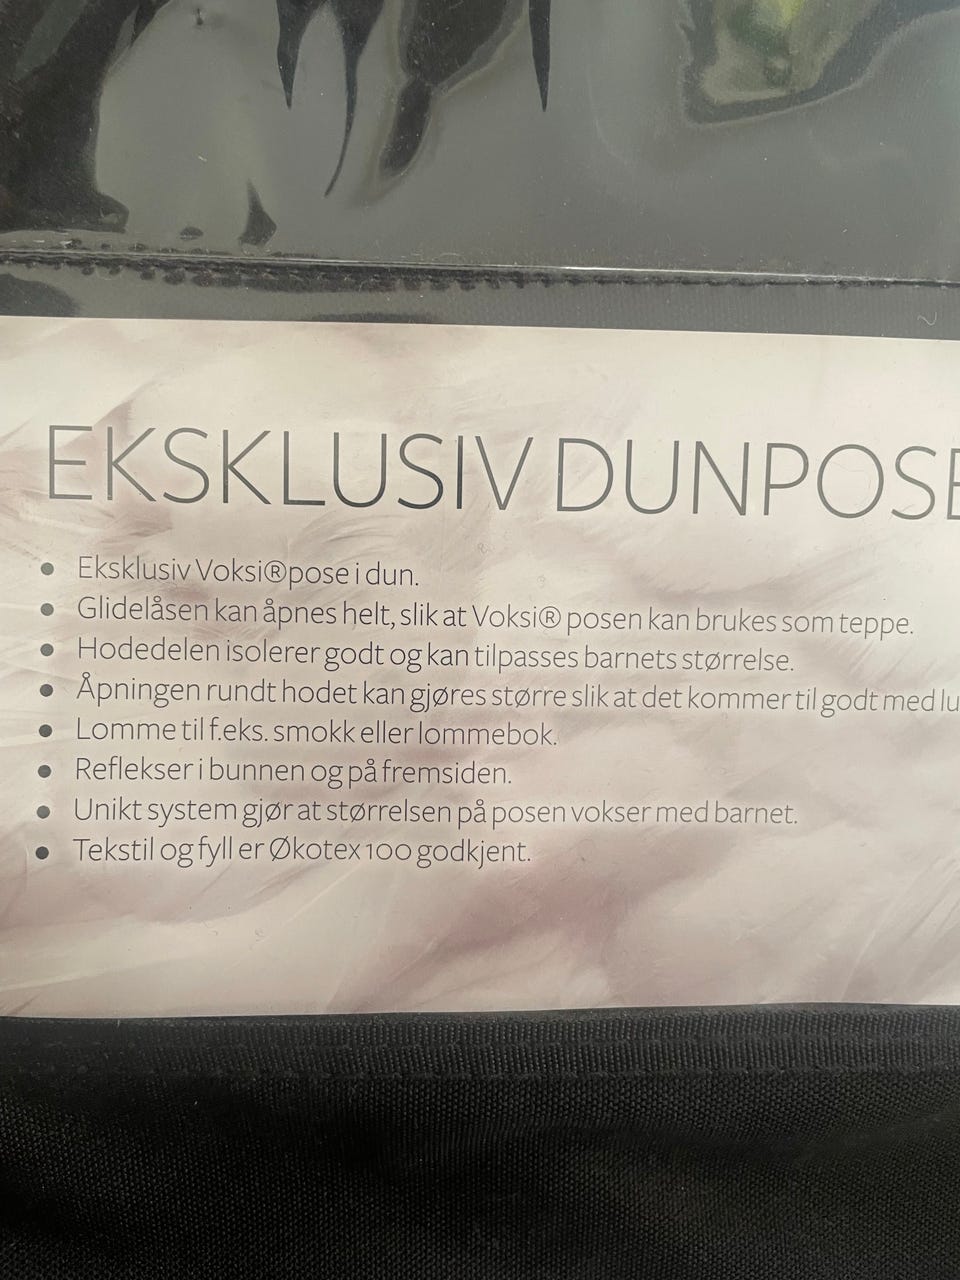 EKSKLUSIV DUNPOSE
• Eksklusiv Voksi®pose i dun.
• Glidelåsen kan åpnes helt, slik at Voksi® posen kan brukes som teppe.
• Hodedelen isolerer godt og kan tilpasses barnets størrelse.
• Åpningen rundt hodet kan gjøres større slik at det kommer til godt med lu
• Lomme til f.eks. smokk eller lommebok.
• Reflekser i bunnen og på fremsiden.
• Unikt system gjør at størrelsen på posen vokser med barnet.
• Tekstil og fyll er Økotex 100 godkjent.